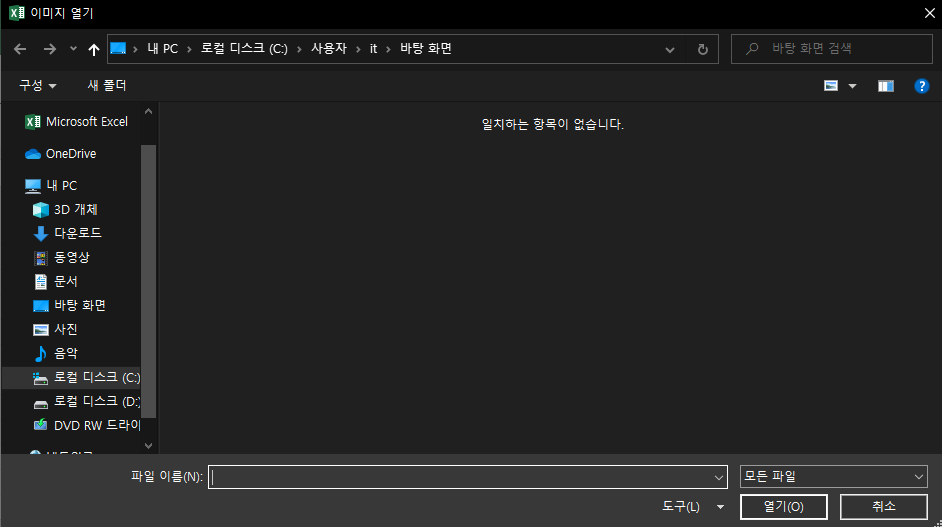 이미지 열기
내 PC › 로컬 디스크 (C:) › 사용자 › it › 바탕 화면
바탕 화면 검색
구성
새 폴더
Microsoft Excel
OneDrive
내 PC
3D 개체
다운로드
동영상
문서
바탕 화면
사진
음악
로컬 디스크 (C:)
로컬 디스크 (D:)
DVD RW 드라이
일치하는 항목이 없습니다.
파일 이름(N):
모든 파일
도구(L)
열기(O)
취소